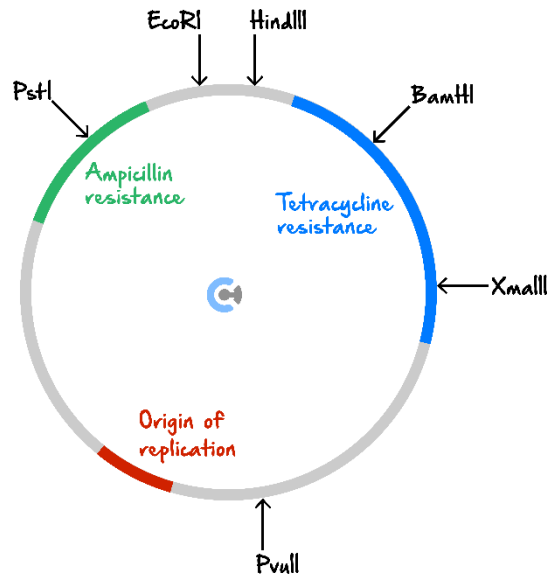 EcoRI
HindIII
PstI
BamHI
Ampicillin
resistance
Tetracycline
resistance
XmaIII
Origin of
replication
PvuII